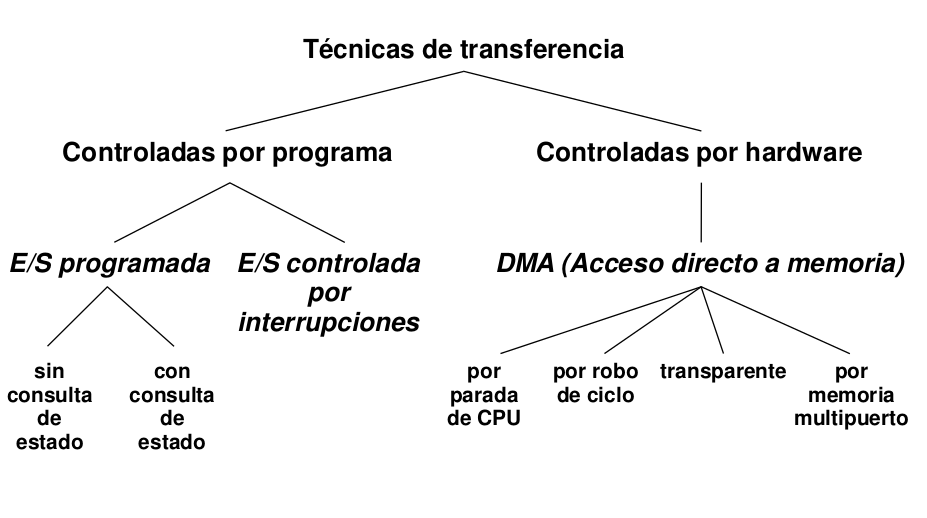 Técnicas de transferencia
Controladas por programa
Controladas por hardware
E/S programada
E/S controlada
por
interrupciones
DMA (Acceso directo a memoria)
sin
consulta
de
estado
con
consulta
de
estado
por
parada
de CPU
por robo
de ciclo
transparente
por
memoria
multipuerto